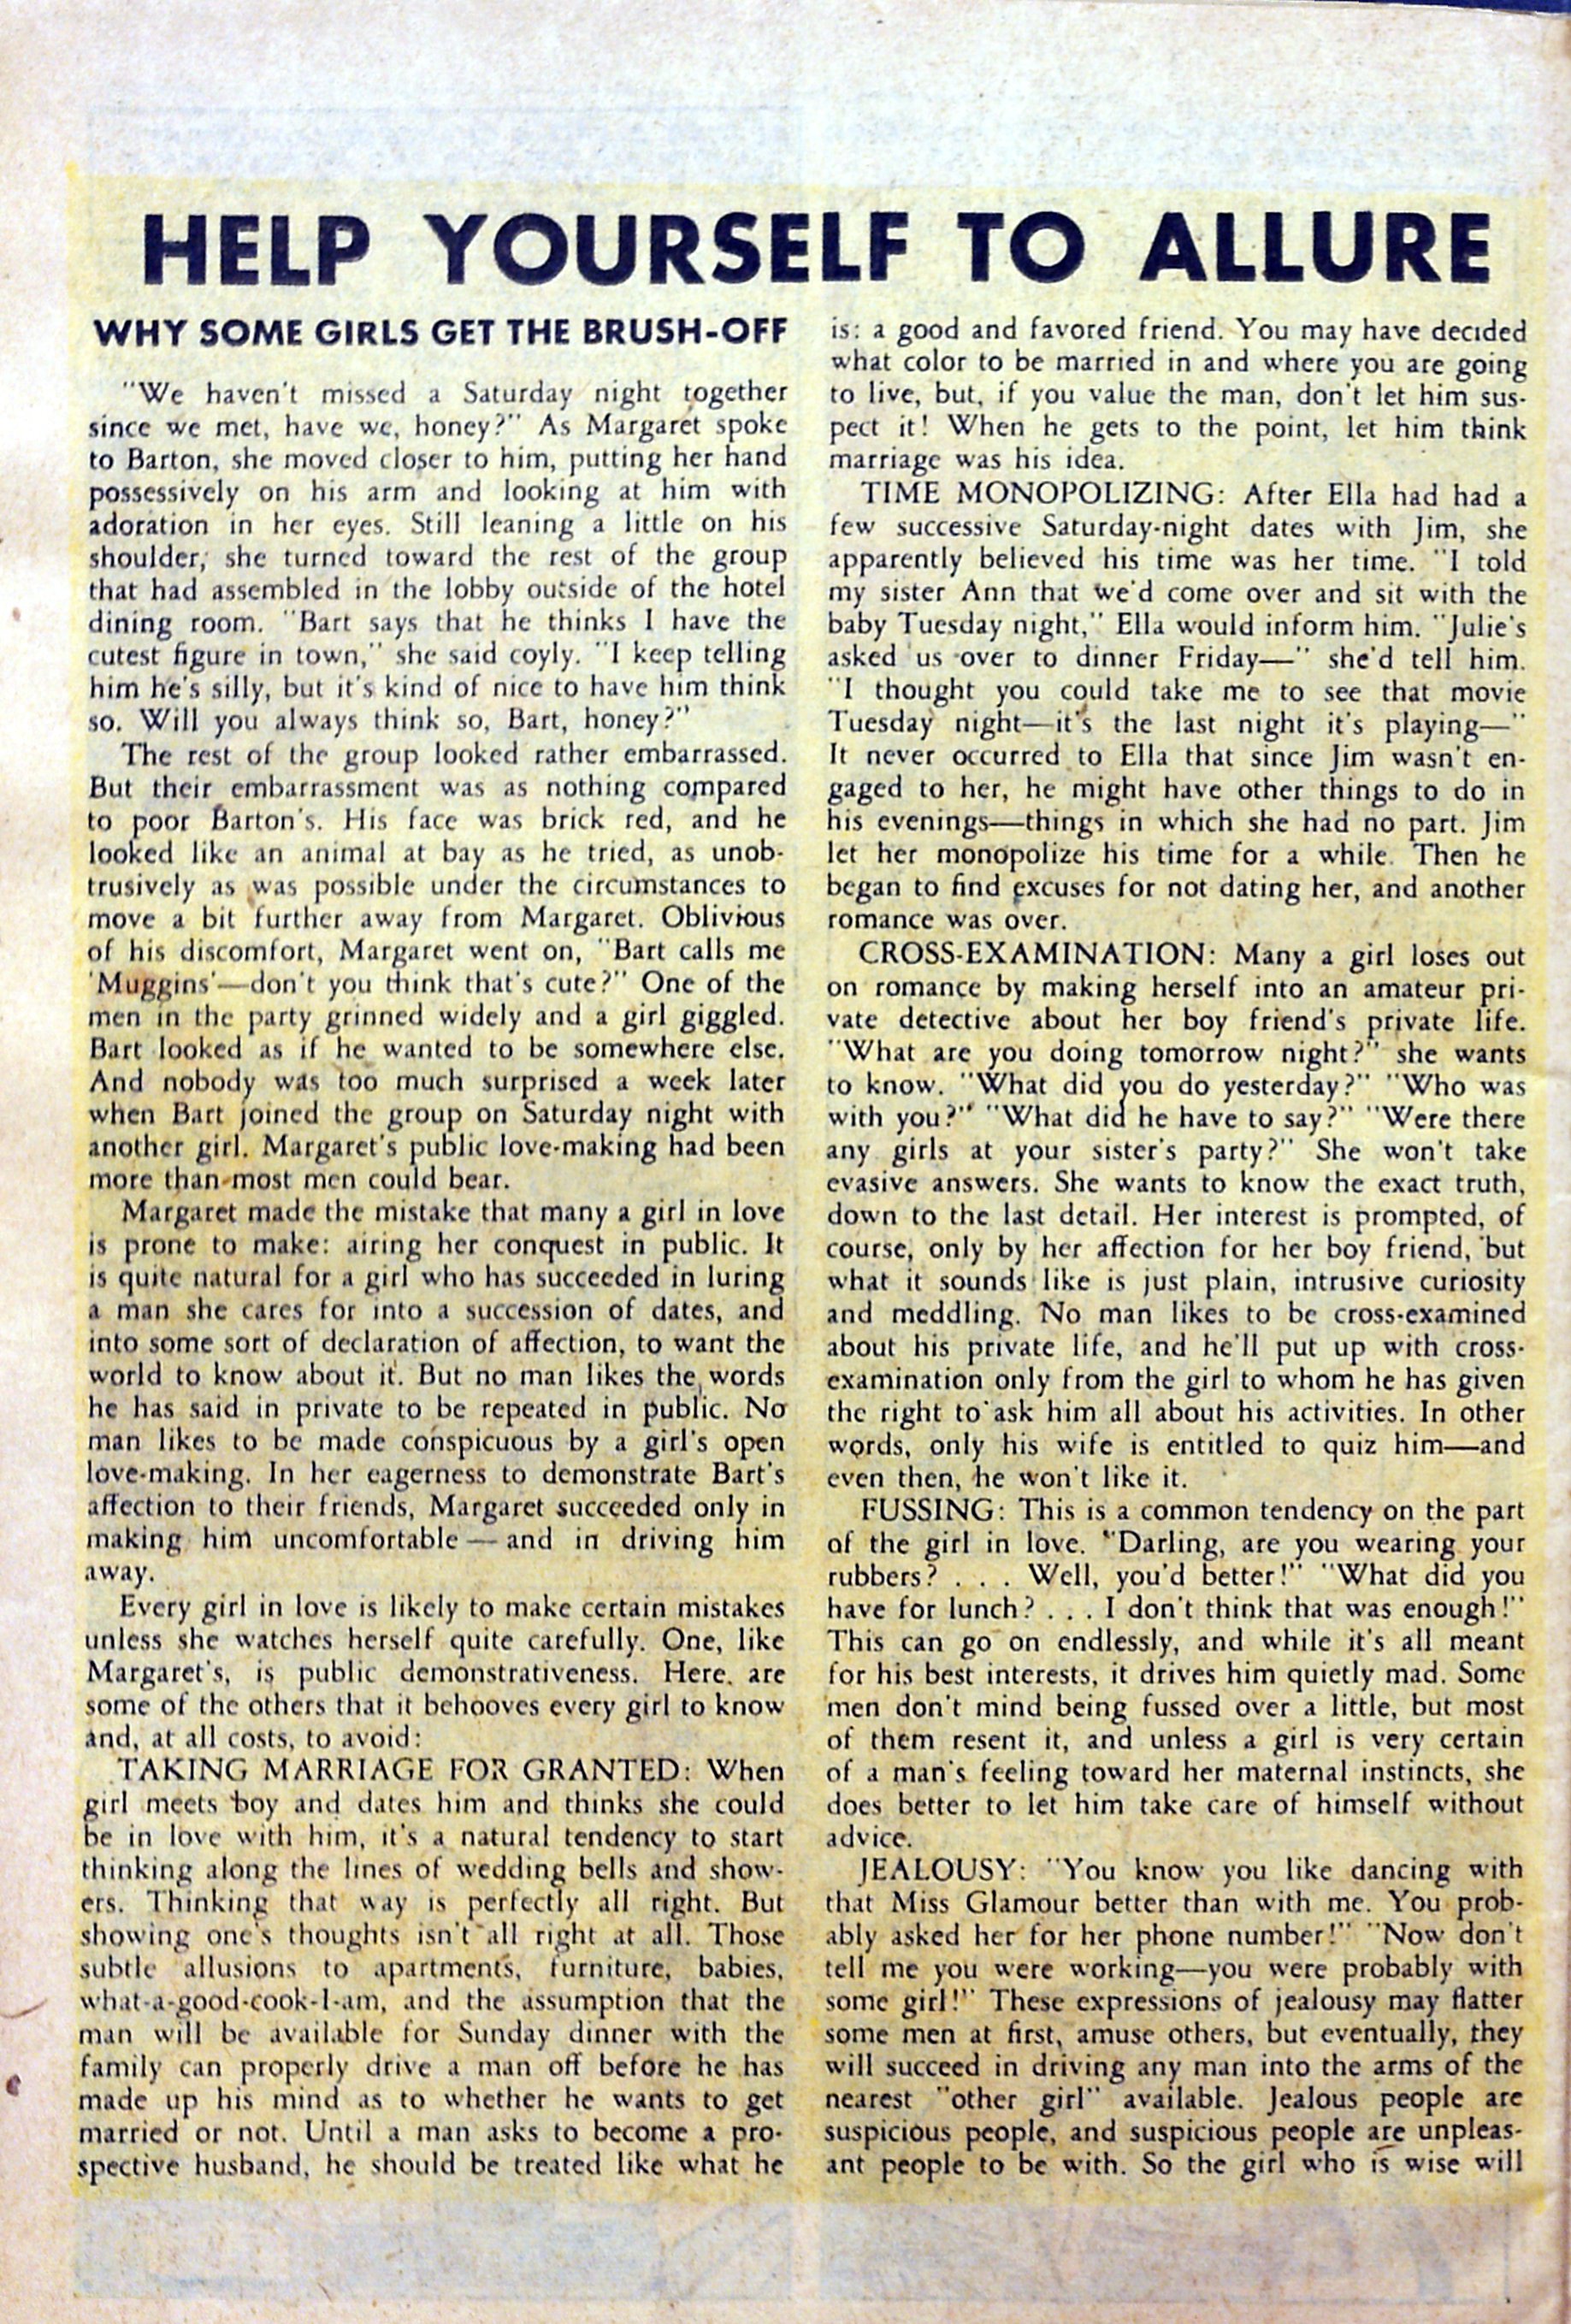 HELP YOURSELF TO ALLURE
WHY SOME GIRLS GET THE BRUSH-OFF
"We haven't missed a Saturday night together
since we met, have we, honey?" As Margaret spoke
to Barton, she moved closer to him, putting her hand
possessively on his arm and looking at him with
adoration in her eyes. Still leaning a little on his
shoulder, she turned toward the rest of the group
that had assembled in the lobby outside of the hotel
dining room. "Bart says that he thinks I have the
cutest figure in town," she said coyly. "I keep telling
him he's silly, but it's kind of nice to have him think
so. Will you always think so, Bart, honey?"
The rest of the group looked rather embarrassed.
But their embarrassment was as nothing compared
to poor Barton's. His face was brick red, and he
looked like an animal at bay as he tried, as unob-
trusively as was possible under the circumstances to
move a bit further away from Margaret. Oblivious
of his discomfort, Margaret went on, "Bart calls me
'Muggins'—don't you think that's cute?" One of the
men in the party grinned widely and a girl giggled.
Bart looked as if he wanted to be somewhere else.
And nobody was too much surprised a week later
when Bart joined the group on Saturday night with
another girl. Margaret's public love-making had been
more than most men could bear.
Margaret made the mistake that many a girl in love
is prone to make: airing her conquest in public. It
is quite natural for a girl who has succeeded in luring
a man she cares for into a succession of dates, and
into some sort of declaration of affection, to want the
world to know about it. But no man likes the words
he has said in private to be repeated in public. No
man likes to be made conspicuous by a girl's open
love-making. In her eagerness to demonstrate Bart's
affection to their friends, Margaret succeeded only in
making him uncomfortable — and in driving him
away.
Every girl in love is likely to make certain mistakes
unless she watches herself quite carefully. One, like
Margaret's, is public demonstrativeness. Here are
some of the others that it behooves every girl to know
and, at all costs, to avoid:
TAKING MARRIAGE FOR GRANTED: When
girl meets boy and dates him and thinks she could
be in love with him, it's a natural tendency to start
thinking along the lines of wedding bells and show-
ers. Thinking that way is perfectly all right. But
showing one's thoughts isn't all right at all. Those
subtle allusions to apartments, furniture, babies,
what-a-good-cook-I-am, and the assumption that the
man will be available for Sunday dinner with the
family can properly drive a man off before he has
made up his mind as to whether he wants to get
married or not. Until a man asks to become a pro-
spective husband, he should be treated like what he
is: a good and favored friend. You may have decided
what color to be married in and where you are going
to live, but, if you value the man, don't let him sus-
pect it! When he gets to the point, let him think
marriage was his idea.
TIME MONOPOLIZING: After Ella had had a
few successive Saturday-night dates with Jim, she
apparently believed his time was her time. "I told
my sister Ann that we'd come over and sit with the
baby Tuesday night," Ella would inform him. "Julie's
asked us over to dinner Friday—" she'd tell him.
"I thought you could take me to see that movie
Tuesday night—it's the last night it's playing—"
It never occurred to Ella that since Jim wasn't en-
gaged to her, he might have other things to do in
his evenings—things in which she had no part. Jim
let her monopolize his time for a while. Then he
began to find excuses for not dating her, and another
romance was over.
CROSS-EXAMINATION: Many a girl loses out
on romance by making herself into an amateur pri-
vate detective about her boy friend's private life.
"What are you doing tomorrow night?" she wants
to know. "What did you do yesterday?" "Who was
with you?" "What did he have to say?" "Were there
any girls at your sister's party?" She won't take
evasive answers. She wants to know the exact truth,
down to the last detail. Her interest is prompted, of
course, only by her affection for her boy friend, but
what it sounds like is just plain, intrusive curiosity
and meddling. No man likes to be cross-examined
about his private life, and he'll put up with cross-
examination only from the girl to whom he has given
the right to ask him all about his activities. In other
words, only his wife is entitled to quiz him—and
even then, he won't like it.
FUSSING: This is a common tendency on the part
of the girl in love. "Darling, are you wearing your
rubbers? . . . Well, you'd better!" "What did you
have for lunch? . . . I don't think that was enough!"
This can go on endlessly, and while it's all meant
for his best interests, it drives him quietly mad. Some
men don't mind being fussed over a little, but most
of them resent it, and unless a girl is very certain
of a man's feeling toward her maternal instincts, she
does better to let him take care of himself without
advice.
JEALOUSY: "You know you like dancing with
that Miss Glamour better than with me. You prob-
ably asked her for her phone number!" "Now don't
tell me you were working—you were probably with
some girl!" These expressions of jealousy may flatter
some men at first, amuse others, but eventually, they
will succeed in driving any man into the arms of the
nearest "other girl" available. Jealous people are
suspicious people, and suspicious people are unpleas-
ant people to be with. So the girl who is wise will